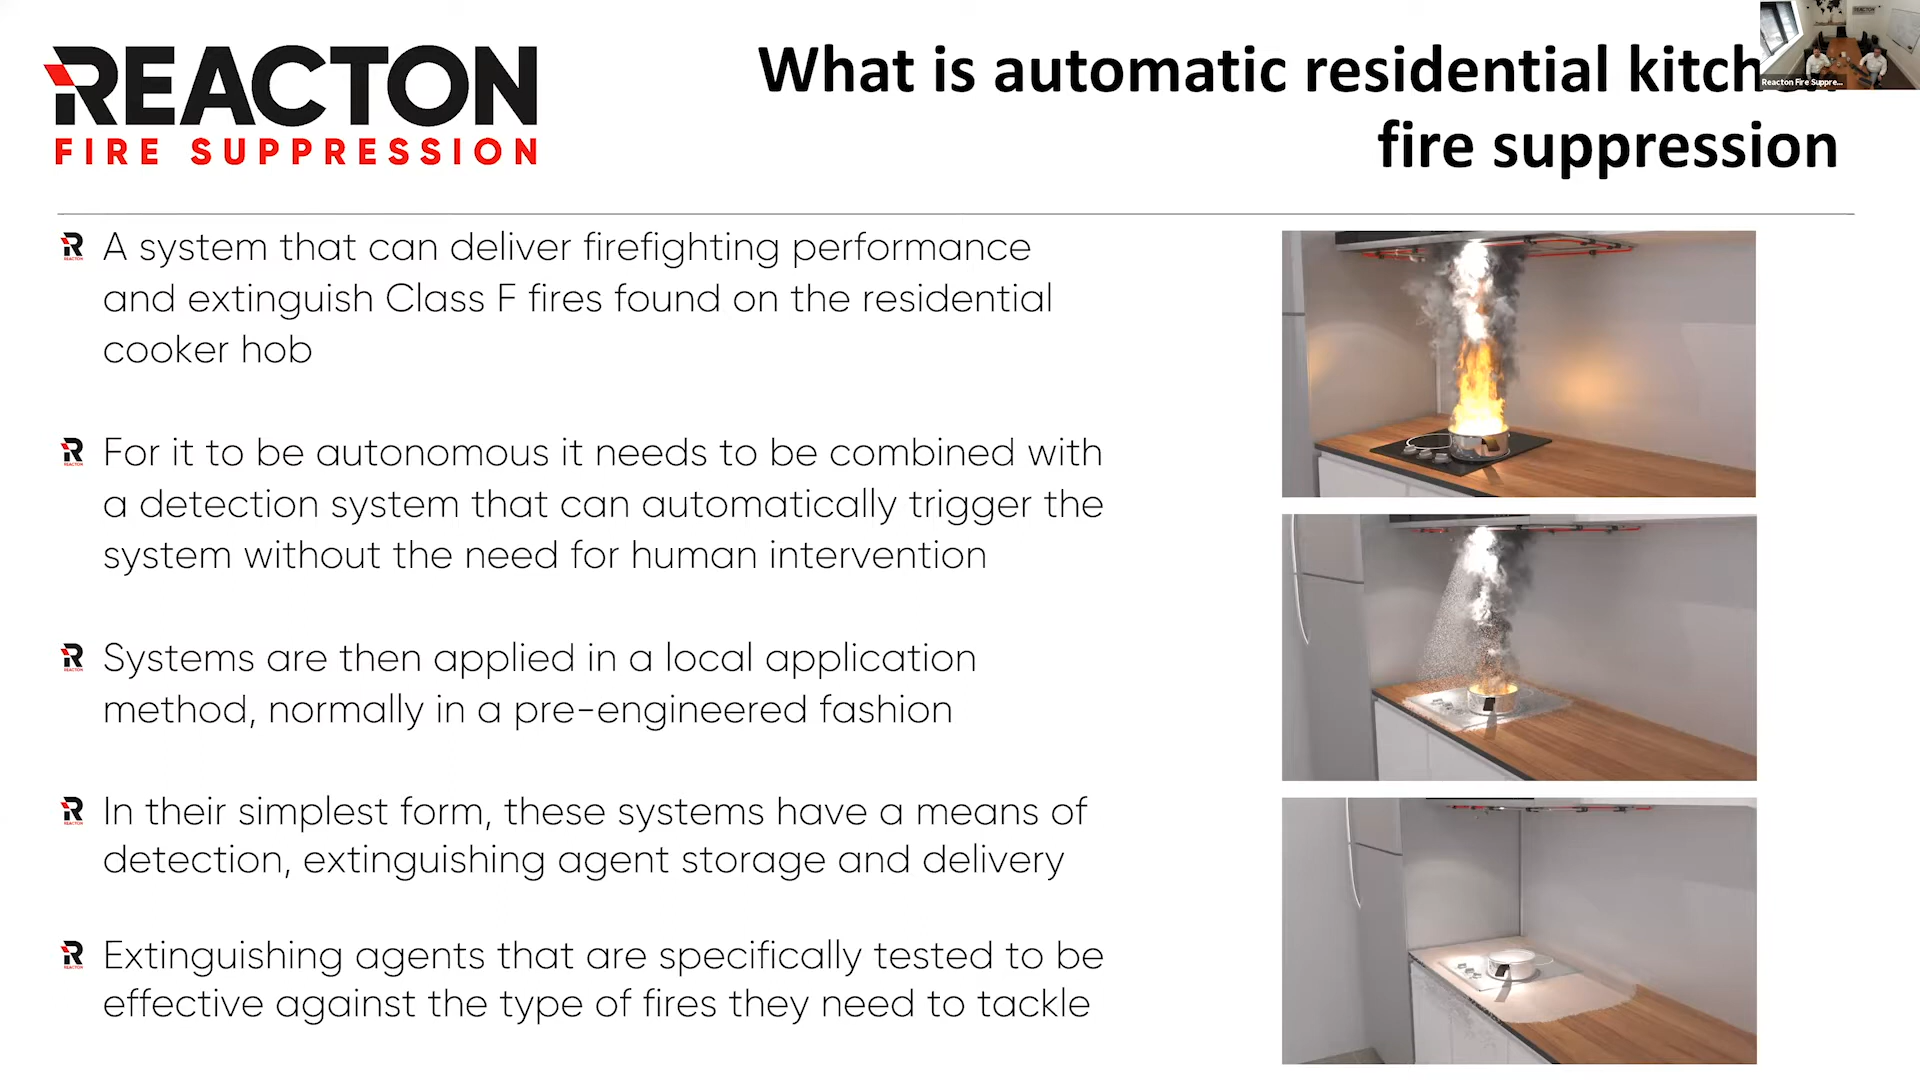 REACTON
FIRE SUPPRESSION
What is automatic residential kitchen
fire suppression
Reacton Fire Suppre...
A system that can deliver firefighting performance
and extinguish Class F fires found on the residential
cooker hob
For it to be autonomous it needs to be combined with
a detection system that can automatically trigger the
system without the need for human intervention
Systems are then applied in a local application
method, normally in a pre-engineered fashion
In their simplest form, these systems have a means of
detection, extinguishing agent storage and delivery
Extinguishing agents that are specifically tested to be
effective against the type of fires they need to tackle